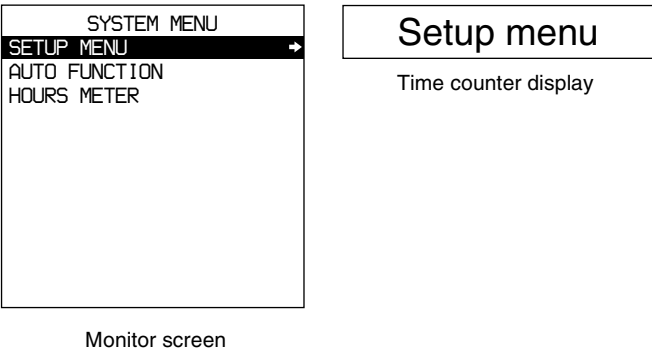 SYSTEM MENU
SETUP MENU
AUTO FUNCTION
HOURS METER
Monitor screen
Setup menu
Time counter display